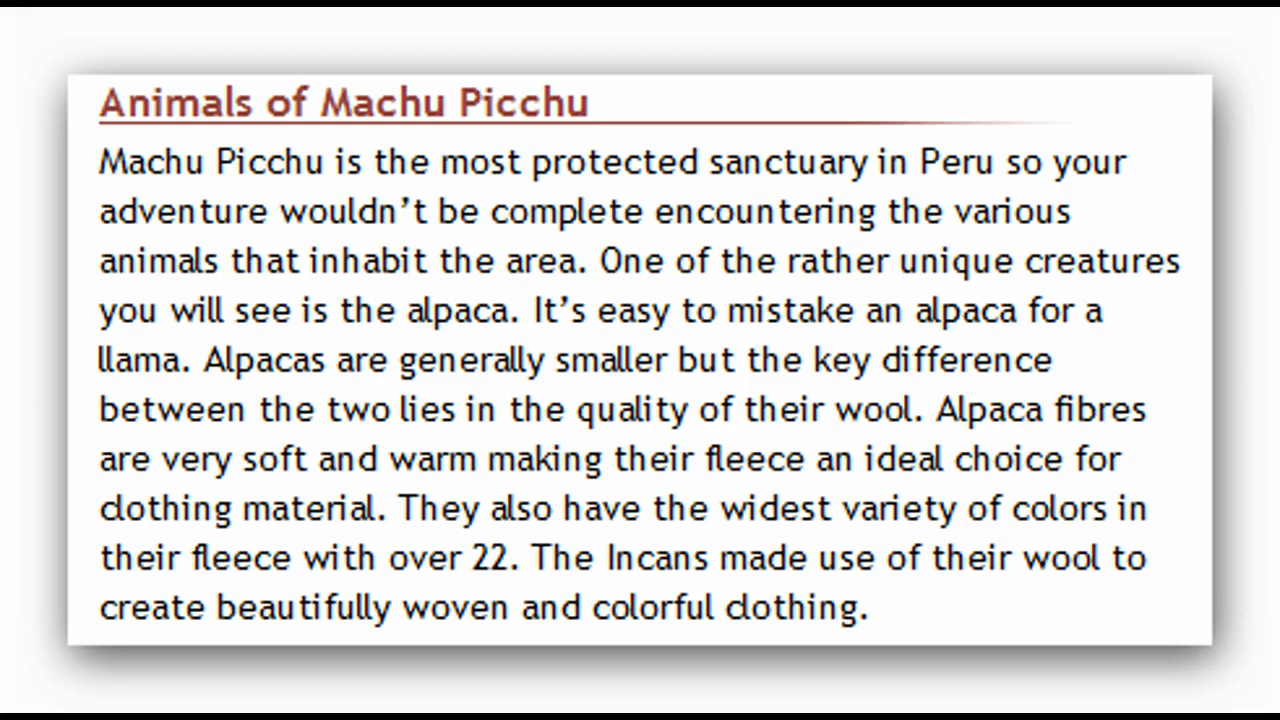 Animals of Machu Picchu
Machu Picchu is the most protected sanctuary in Peru so your
adventure wouldn’t be complete encountering the various
animals that inhabit the area. One of the rather unique creatures
you will see is the alpaca. It’s easy to mistake an alpaca for a
llama. Alpacas are generally smaller but the key difference
between the two lies in the quality of their wool. Alpaca fibres
are very soft and warm making their fleece an ideal choice for
clothing material. They also have the widest variety of colors in
their fleece with over 22. The Incans made use of their wool to
create beautifully woven and colorful clothing.